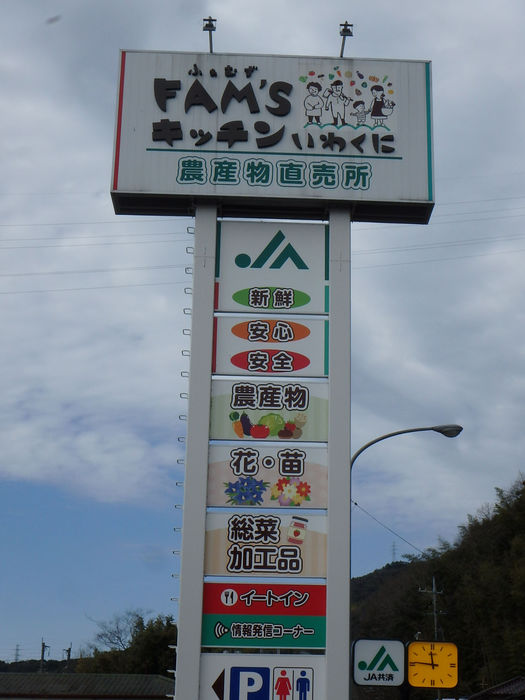 ふぁむず
FAM'S
キッチンいわくに
農産物直売所
JA
新鮮
安心
安全
農産物
花・苗
総菜
加工品
イートイン
情報発信コーナー
P
JA共済